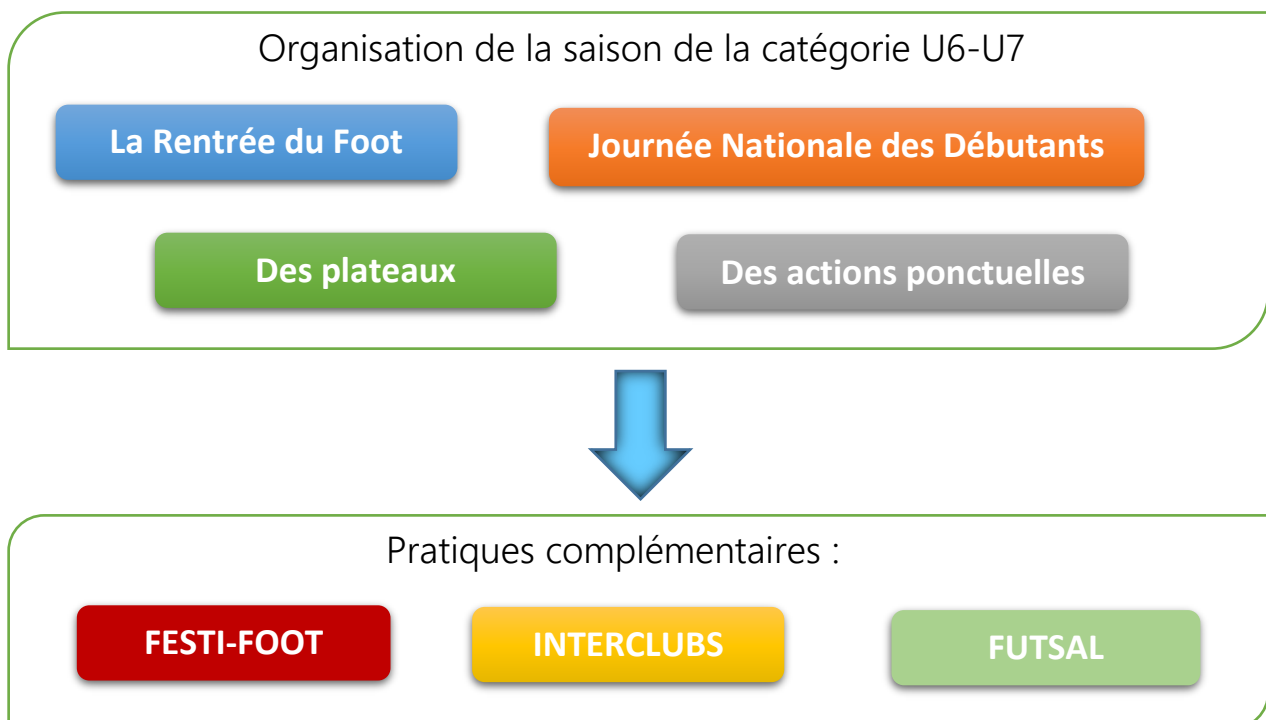 Organisation de la saison de la catégorie U6-U7
La Rentrée du Foot
Journée Nationale des Débutants
Des plateaux
Des actions ponctuelles
Pratiques complémentaires :
FESTI-FOOT
INTERCLUBS
FUTSAL